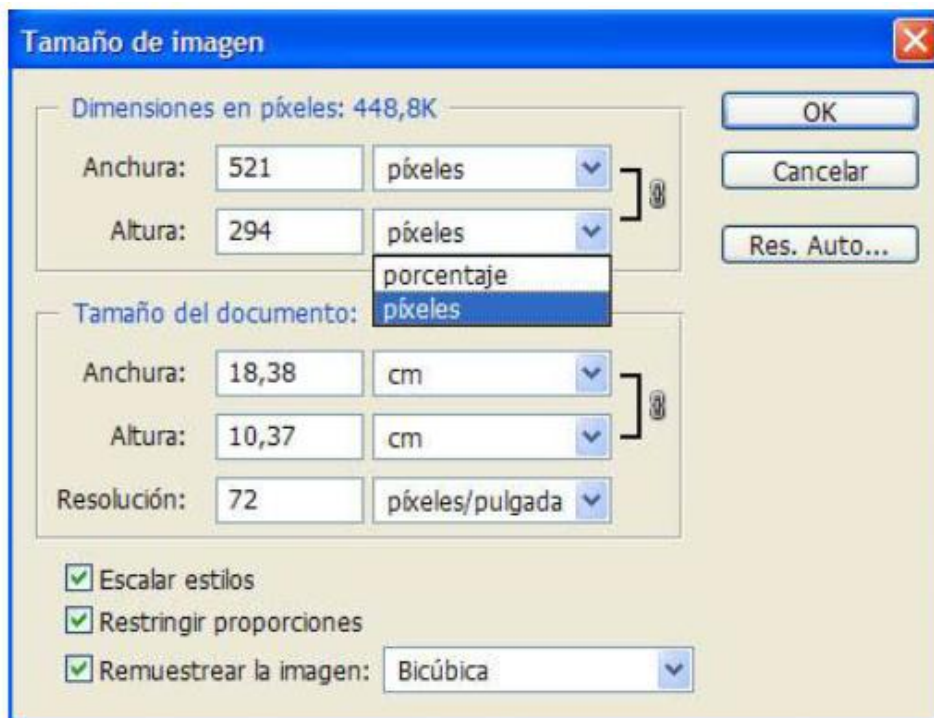 Tamaño de imagen
Dimensiones en píxeles: 448,8K
OK
Anchura: 521 píxeles
Cancelar
Altura: 294 píxeles
Res. Auto...
porcentaje
píxeles
Tamaño del documento:
Anchura: 18,38 cm
Altura: 10,37 cm
Resolución: 72 píxeles/pulgada
Escalar estilos
Restringir proporciones
Remuestrear la imagen: Bicúbica